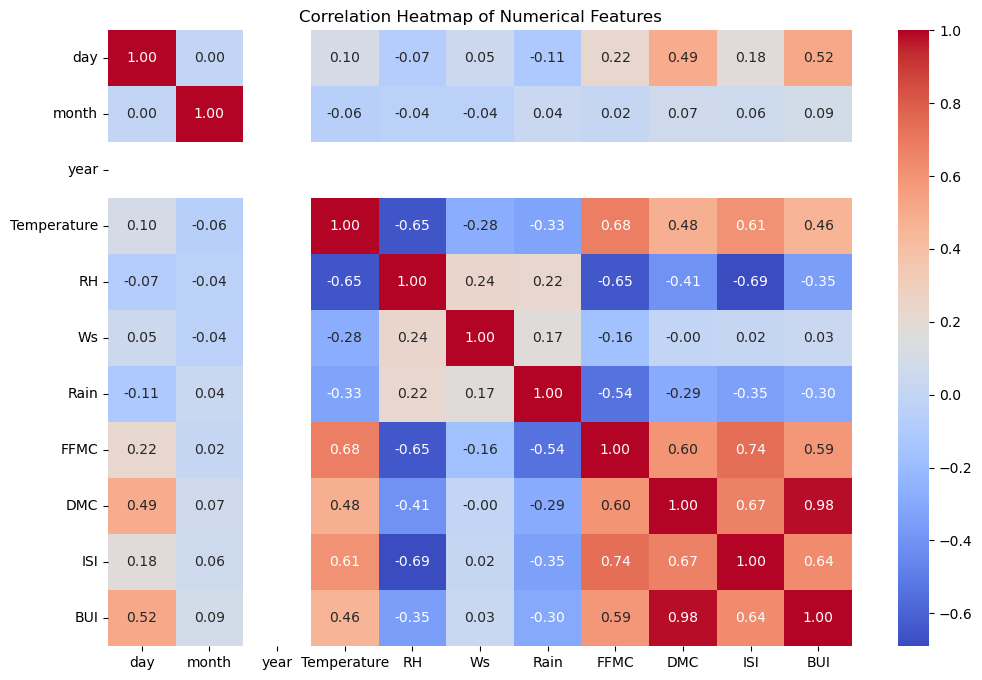 Correlation Heatmap of Numerical Features
day 1.00 0.00 0.10 -0.07 0.05 -0.11 0.22 0.49 0.18 0.52
month 0.00 1.00 -0.06 -0.04 -0.04 0.04 0.02 0.07 0.06 0.09
year
Temperature 0.10 -0.06 1.00 -0.65 -0.28 -0.33 0.68 0.48 0.61 0.46
RH -0.07 -0.04 -0.65 1.00 0.24 0.22 -0.65 -0.41 -0.69 -0.35
Ws 0.05 -0.04 -0.28 0.24 1.00 0.17 -0.16 -0.00 0.02 0.03
Rain -0.11 0.04 -0.33 0.22 0.17 1.00 -0.54 -0.29 -0.35 -0.30
FFMC 0.22 0.02 0.68 -0.65 -0.16 -0.54 1.00 0.60 0.74 0.59
DMC 0.49 0.07 0.48 -0.41 -0.00 -0.29 0.60 1.00 0.67 0.98
ISI 0.18 0.06 0.61 -0.69 0.02 -0.35 0.74 0.67 1.00 0.64
BUI 0.52 0.09 0.46 -0.35 0.03 -0.30 0.59 0.98 0.64 1.00
day month year Temperature RH Ws Rain FFMC DMC ISI BUI
1.0
0.8
0.6
0.4
0.2
0.0
−0.2
−0.4
−0.6